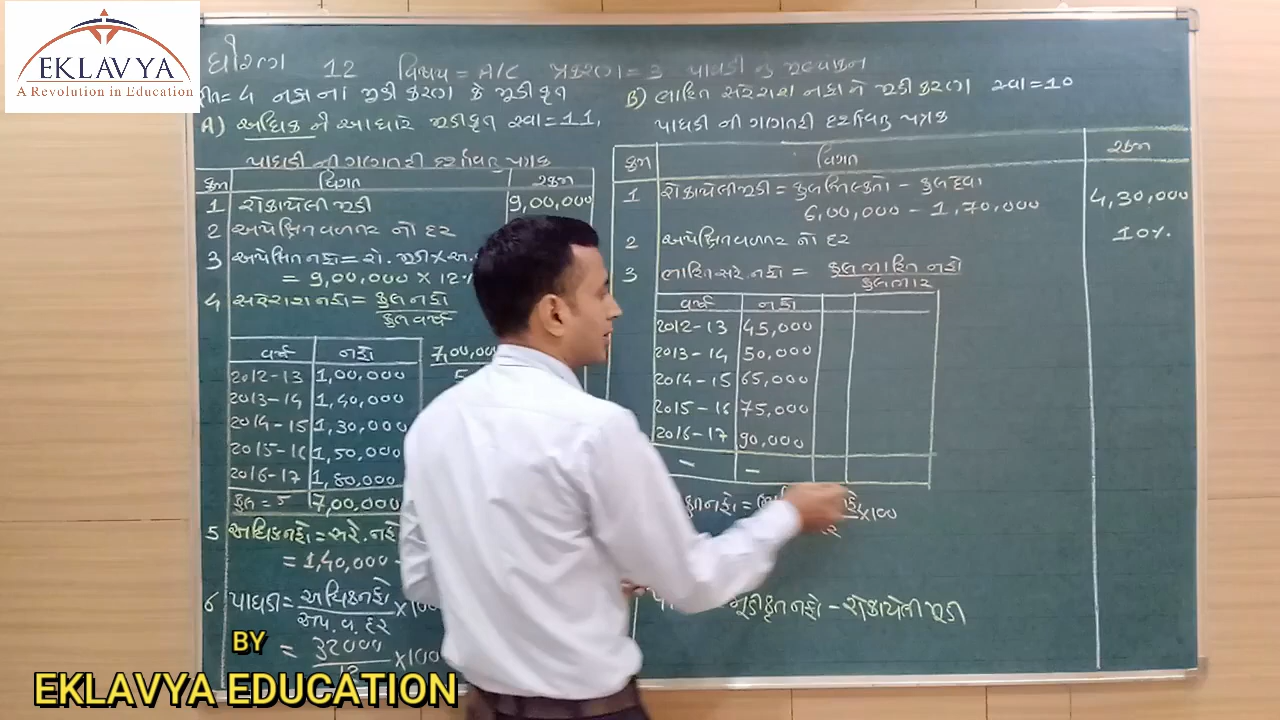 EKLAVYA
A Revolution in Education
ધોરણ 12 વિષય = A/C પ્રકરણ = 3 પાઘડી નું મૂલ્યાંકન
રીત = 4 નફા નાં મૂડી કરણ કે મૂડીકૃત
A) અધિક ને આધારે મૂડીકૃત સ્વા = 11,
પાઘડી ની ગણતરી દર્શાવતુ પત્રક
ક્રમ વિગત રકમ
1 રોકાયેલી મૂડી 9,00,000
2 અપેક્ષિત વળતર નો દર
3 અપેક્ષિત નફો = રો. મૂડી X અ.
= 9,00,000 X 12%
4 સરેરાશ નફો = કુલ નફો
કુલ વર્ષ
વર્ષ નફો 7,00,000
5
2012-13 1,00,000
2013-14 1,40,000
2014-15 1,30,000
2015-16 1,50,000
2016-17 1,80,000
કુલ = 5 7,00,000
5 અધિક નફો = સરે. નફો
= 1,40,000 -
6 પાઘડી = અધિક નફો X 100
અપ. વ. દર
= 32000 X 100
12
B) ભારિત સરેરાશ નફા ને મૂડી કરણ સ્વા = 10
પાઘડી ની ગણતરી દર્શાવતુ પત્રક
ક્રમ વિગત રકમ
1 રોકાયેલી મૂડી = કુલ મિલકતો - કુલ દેવા
6,00,000 - 1,70,000 4,30,000
2 અપેક્ષિત વળતર નો દર 10%.
3 ભારિત સરે. નફો = કુલ ભારિત નફો
કુલ ભાર
વર્ષ નફો
2012-13 45,000
2013-14 50,000
2014-15 65,000
2015-16 75,000
2016-17 90,000
- -
કૃત નફો = X 100
દર
મૂડીકૃત નફો - રોકાયેલી મૂડી
BY
EKLAVYA EDUCATION